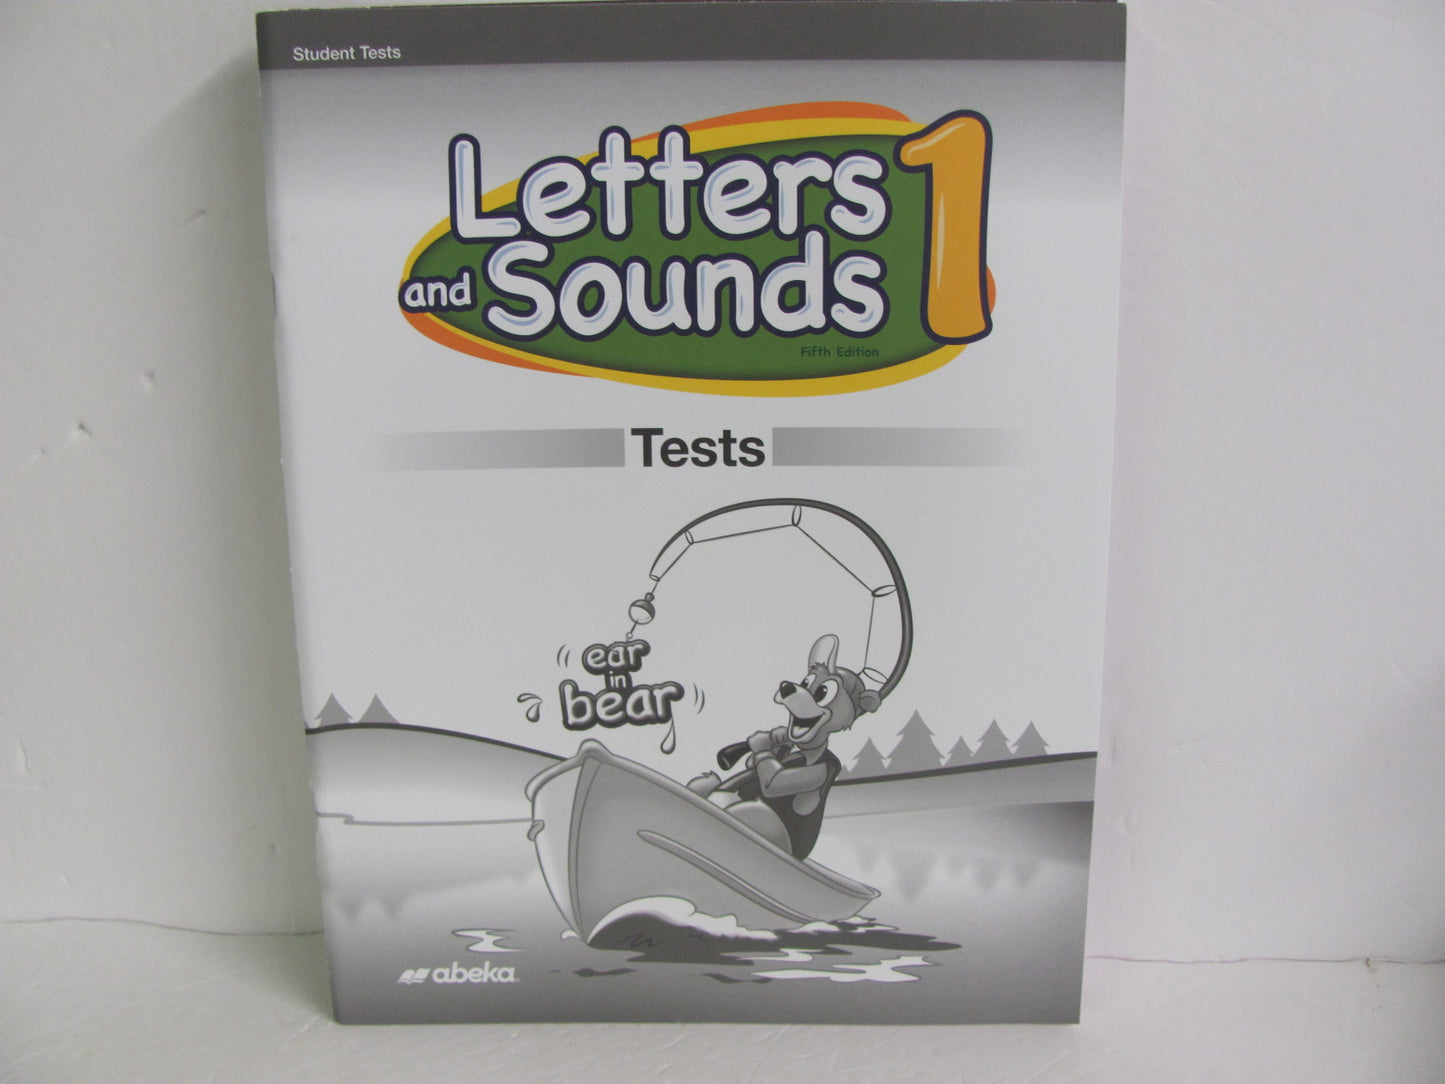 Student Tests
Letters
and Sounds 1
Fifth Edition
Tests
ear
in
bear
abeka